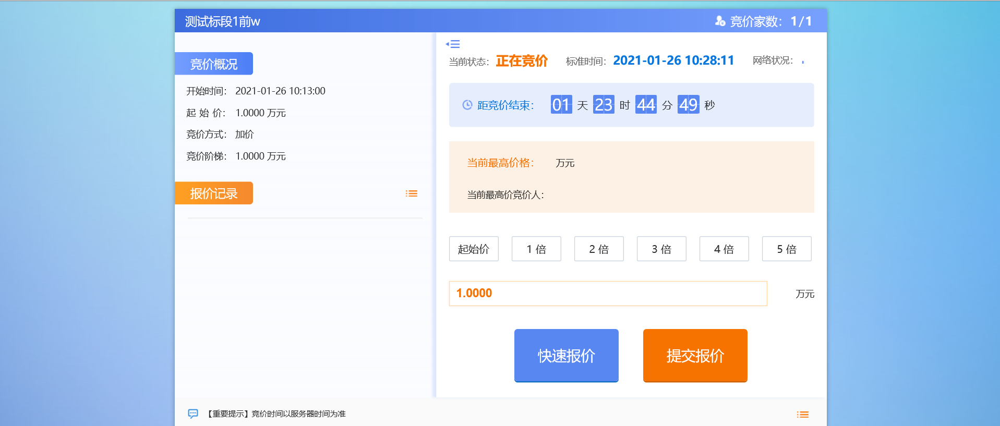 测试标段1前w
竞价家数：1/1
竞价概况
开始时间：2021-01-26 10:13:00
起 始 价：1.0000 万元
竞价方式：加价
竞价阶梯：1.0000 万元
报价记录
当前状态：正在竞价 标准时间：2021-01-26 10:28:11 网络状况：
距竞价结束：01 天 23 时 44 分 49 秒
当前最高价格：万元
当前最高价竞价人：
起始价 1 倍 2 倍 3 倍 4 倍 5 倍
1.0000 万元
快速报价 提交报价
【重要提示】竞价时间以服务器时间为准